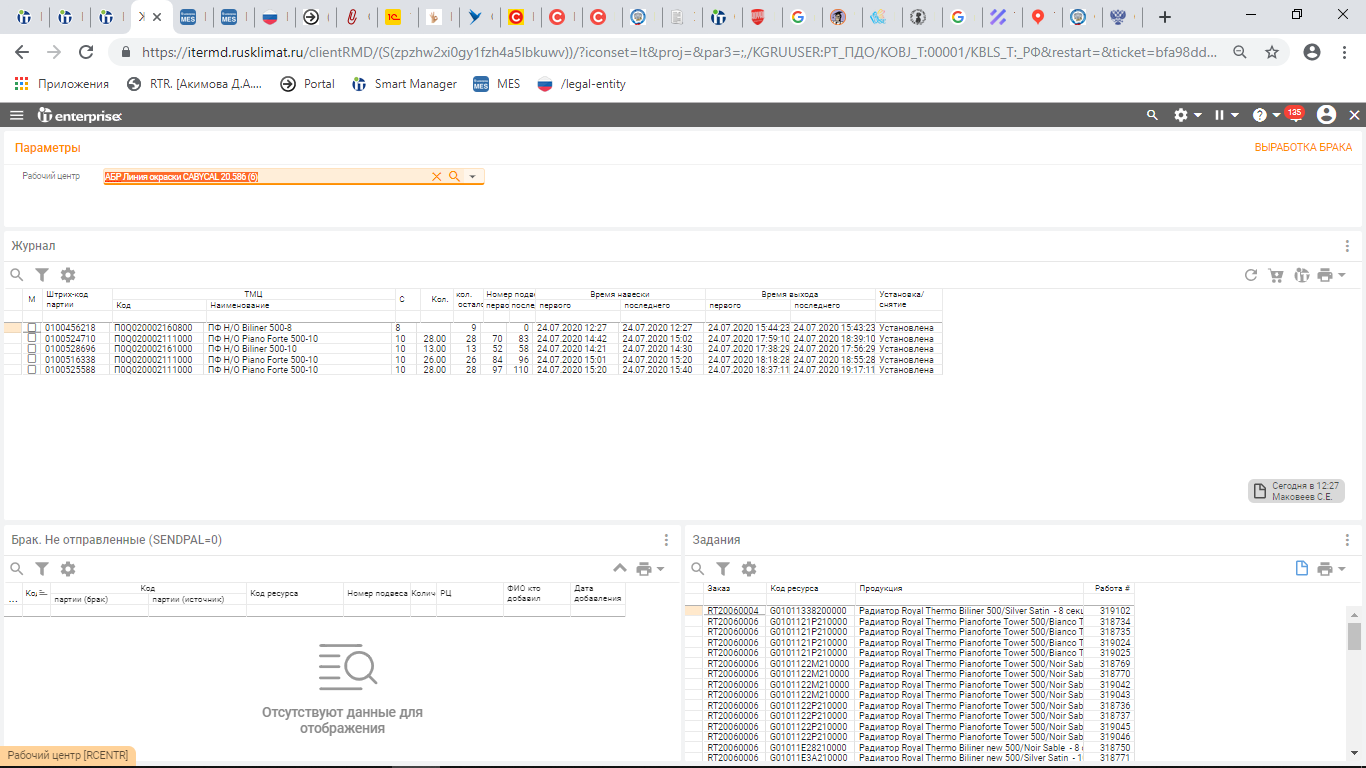 https://itermd.rusklimat.ru/clientRMD/(S(zpzhw2xi0gy1fzh4a5lbkuwv))/?iconset=lt&proj=&par3=;,/KGRUUSER:РТ_ПДО/KOBJ_T:00001/KBLS_T:_РФ&restart=&ticket=bfa98dd...
Приложения RTR. [Акимова Д.А.... Portal Smart Manager MES /legal-entity
enterprise 135
Параметры ВЫРАБОТКА БРАКА
Рабочий центр АБР Линия окраски CABYCAL 20.586 (6)
Журнал
Штрих-код ТМЦ кол. Номер подве Время навески Время выхода Установка/
М партии Код Наименование С Кол. остало перво после первого последнего первого последнего снятие
0100456218 П0Q020002160800 ПФ Н/О Biliner 500-8 8 9 0 24.07.2020 12:27 24.07.2020 12:27 24.07.2020 15:44:23 24.07.2020 15:43:23 Установлена
0100524710 П0Q020002111000 ПФ Н/О Piano Forte 500-10 10 28.00 28 70 83 24.07.2020 14:42 24.07.2020 15:02 24.07.2020 17:59:10 24.07.2020 18:39:10 Установлена
0100528696 П0Q020002161000 ПФ Н/О Biliner 500-10 10 13.00 13 52 58 24.07.2020 14:21 24.07.2020 14:30 24.07.2020 17:38:29 24.07.2020 17:56:29 Установлена
0100516338 П0Q020002111000 ПФ Н/О Piano Forte 500-10 10 26.00 26 84 96 24.07.2020 15:01 24.07.2020 15:20 24.07.2020 18:18:28 24.07.2020 18:55:28 Установлена
0100525588 П0Q020002111000 ПФ Н/О Piano Forte 500-10 10 28.00 28 97 110 24.07.2020 15:20 24.07.2020 15:40 24.07.2020 18:37:11 24.07.2020 19:17:11 Установлена
Сегодня в 12:27
Маковеев С.Е.
Брак. Не отправленные (SENDPAL=0)
Код ФИО кто Дата
... Ко, партии (брак) партии (источник) Код ресурса Номер подвеса Колич РЦ добавил добавления
Отсутствуют данные для
отображения
Задания
Заказ Код ресурса Продукция Работа #
RT20060004 G01011338200000 Радиатор Royal Thermo Biliner 500/Silver Satin - 8 секц 319102
RT20060006 G0101121P210000 Радиатор Royal Thermo Pianoforte Tower 500/Bianco T 318734
RT20060006 G0101121P210000 Радиатор Royal Thermo Pianoforte Tower 500/Bianco T 318735
RT20060006 G0101121P210000 Радиатор Royal Thermo Pianoforte Tower 500/Bianco T 319024
RT20060006 G0101121P210000 Радиатор Royal Thermo Pianoforte Tower 500/Bianco T 319025
RT20060006 G0101122M210000 Радиатор Royal Thermo Pianoforte Tower 500/Noir Sab 318769
RT20060006 G0101122M210000 Радиатор Royal Thermo Pianoforte Tower 500/Noir Sab 318770
RT20060006 G0101122M210000 Радиатор Royal Thermo Pianoforte Tower 500/Noir Sab 319042
RT20060006 G0101122M210000 Радиатор Royal Thermo Pianoforte Tower 500/Noir Sab 319043
RT20060006 G0101122P210000 Радиатор Royal Thermo Pianoforte Tower 500/Noir Sab 318736
RT20060006 G0101122P210000 Радиатор Royal Thermo Pianoforte Tower 500/Noir Sab 318737
RT20060006 G0101122P210000 Радиатор Royal Thermo Pianoforte Tower 500/Noir Sab 319045
RT20060006 G0101122P210000 Радиатор Royal Thermo Pianoforte Tower 500/Noir Sab 319046
RT20060006 G01011E28210000 Радиатор Royal Thermo Biliner new 500/Noir Sable - 8 с 318750
RT20060006 G01011E3A210000 Радиатор Royal Thermo Biliner new 500/Silver Satin - 1 318771
Рабочий центр [RCENTR]